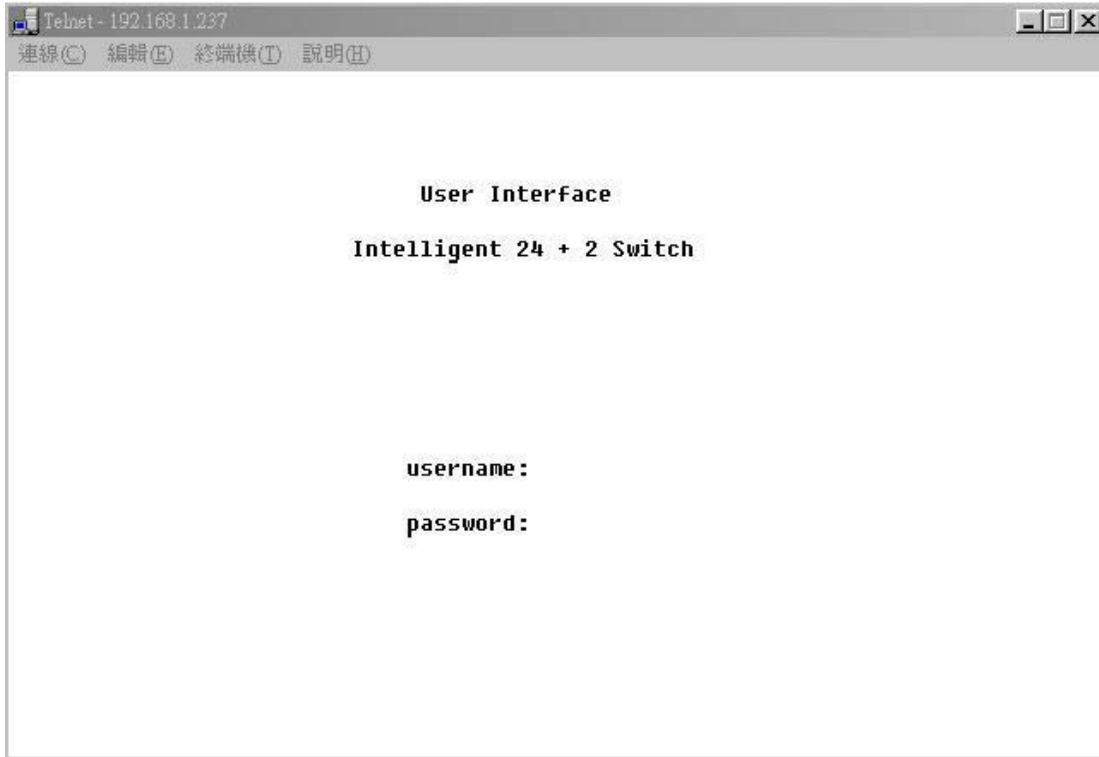 Telnet - 192.168.1.237
連線(C) 編輯(E) 終端機(T) 說明(H)
User Interface
Intelligent 24 + 2 Switch
username:
password: